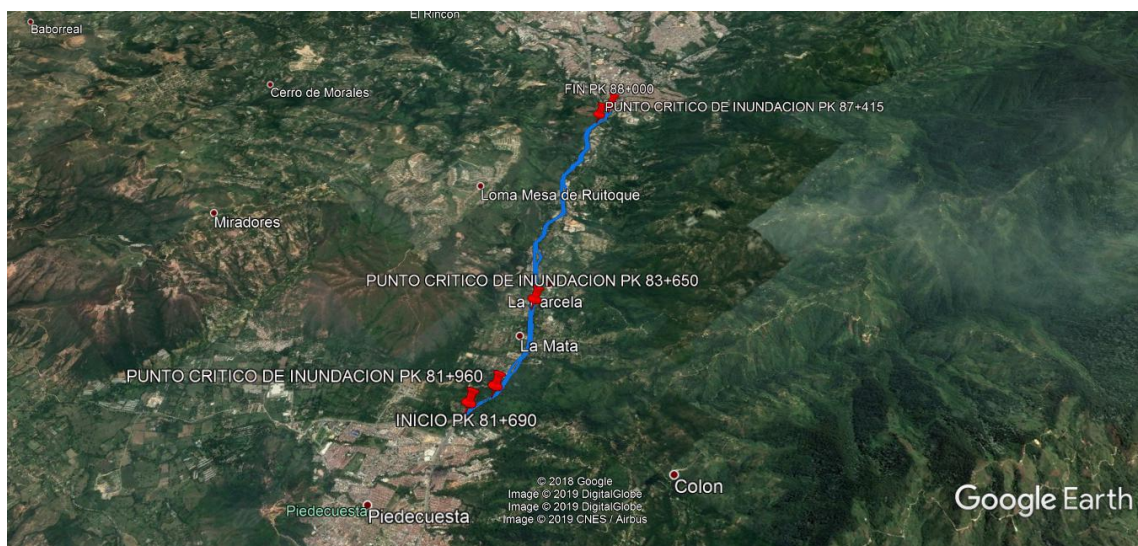 El Rincon
Baborreal
Cerro de Morales
FIN PK 88+000
PUNTO CRITICO DE INUNDACION PK 87+415
Loma Mesa de Ruitoque
Miradores
PUNTO CRÍTICO DE INUNDACION PK 83+650
La Parcela
La Mata
PUNTO CRITICO DE INUNDACION PK 81+960
INICIO PK 81+690
Colon
Piedecuesta
Piedecuesta
© 2018 Google
Image © 2019 DigitalGlobe
Image © 2019 DigitalGlobe
Image © 2019 CNES / Airbus
Google Earth